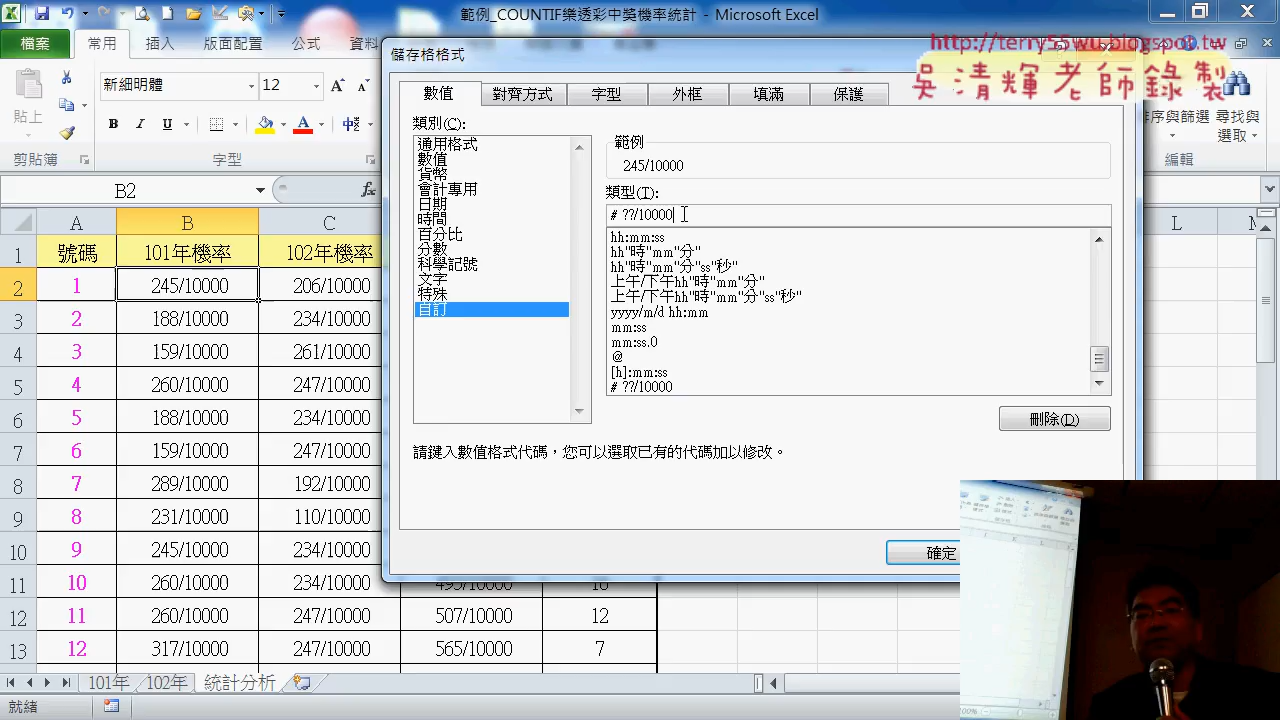 範例_COUNTIF樂透彩中獎機率統計 - Microsoft Excel
http://terry55wu.blogspot.tw
吳清輝老師錄製
檔案 常用 插入 版面配置 公式 資料
新細明體 12
貼上
B I U
中
排序與篩選 尋找與
選取
剪貼簿 字型 編輯
B2 fx
A B C L
1 號碼 101年機率 102年機率
2 1 245/10000 206/10000
3 2 188/10000 234/10000
4 3 159/10000 261/10000
5 4 260/10000 247/10000
6 5 188/10000 234/10000
7 6 159/10000 247/10000
8 7 289/10000 192/10000
9 8 231/10000 110/10000
10 9 245/10000 234/10000
11 10 260/10000 234/10000 495/10000 16
12 11 260/10000 247/10000 507/10000 12
13 12 317/10000 247/10000 565/10000 7
101年 102年 統計分析
就緒
儲存格格式
數值 對齊方式 字型 外框 填滿 保護
類別(C):
通用格式
數值
貨幣
會計專用
日期
時間
百分比
分數
科學記號
文字
特殊
自訂
範例
245/10000
類型(T):
# ??/10000
hh:mm:ss
hh"時"mm"分"
hh"時"mm"分"ss"秒"
上午/下午hh"時"mm"分"
上午/下午hh"時"mm"分"ss"秒"
yyyy/m/d hh:mm
mm:ss
mm:ss.0
@
[h]:mm:ss
# ??/10000
刪除(D)
請鍵入數值格式代碼，您可以選取已有的代碼加以修改。
確定